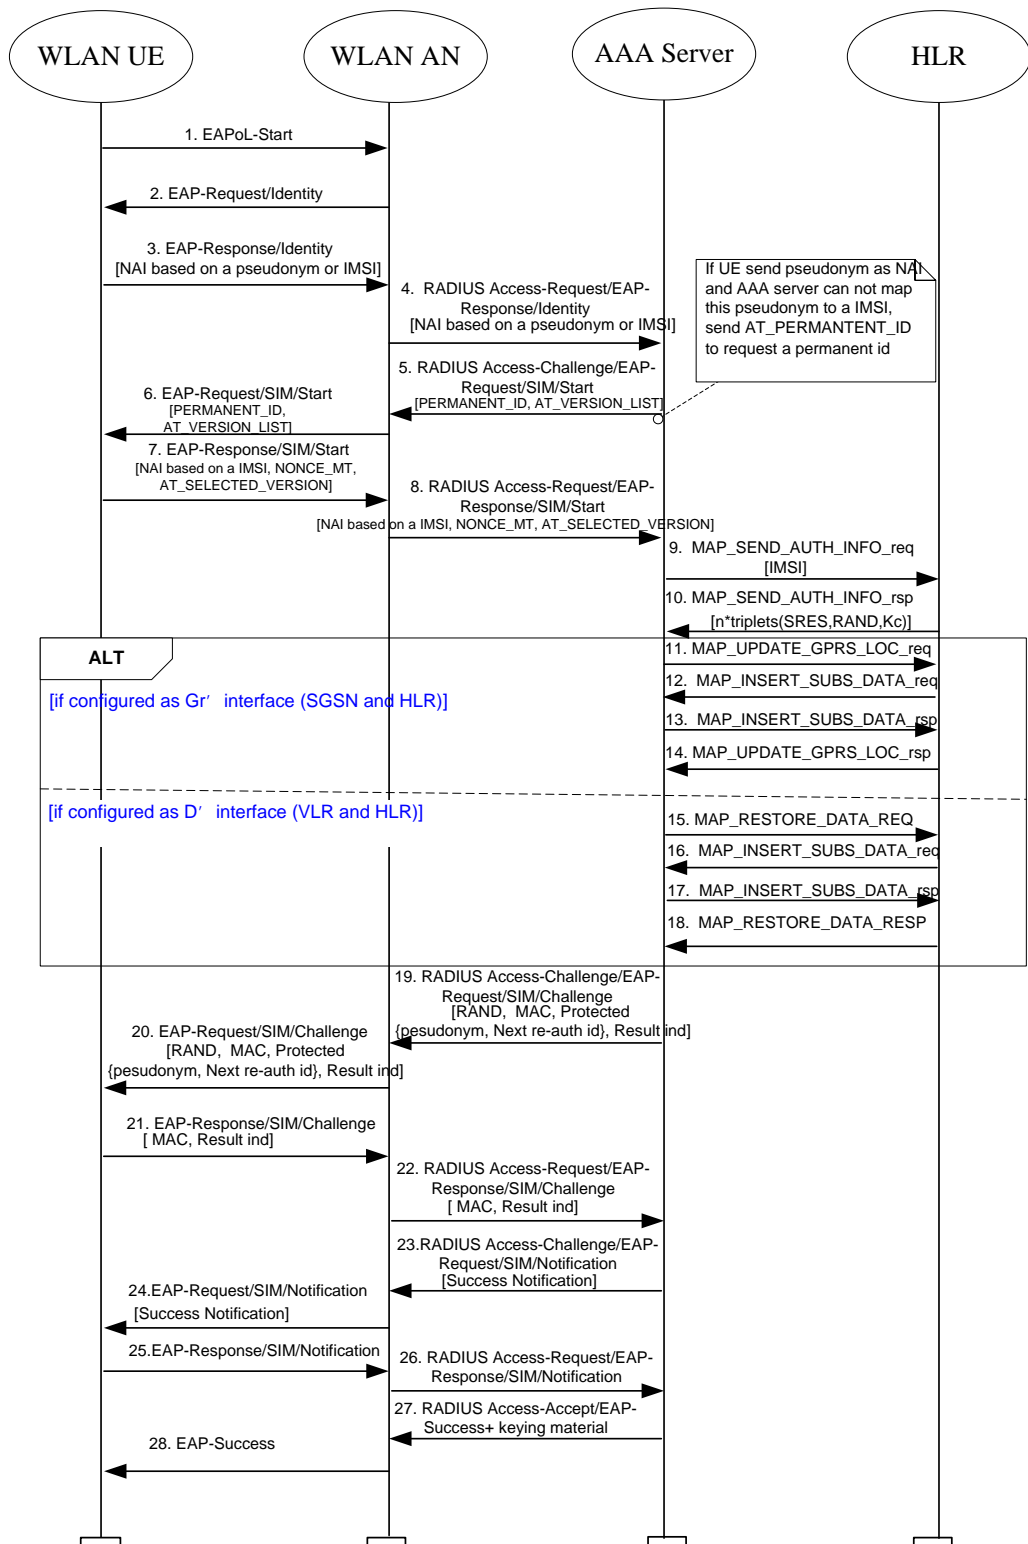 WLAN UE
WLAN AN
AAA Server
HLR
1. EAPoL-Start
2. EAP-Request/Identity
3. EAP-Response/Identity
[NAI based on a pseudonym or IMSI]
If UE send pseudonym as NAI
and AAA server can not map
this pseudonym to a IMSI,
send AT_PERMANTENT_ID
to request a permanent id
4. RADIUS Access-Request/EAP-
Response/Identity
[NAI based on a pseudonym or IMSI]
5. RADIUS Access-Challenge/EAP-
Request/SIM/Start
[PERMANENT_ID, AT_VERSION_LIST]
6. EAP-Request/SIM/Start
[PERMANENT_ID,
AT_VERSION_LIST]
7. EAP-Response/SIM/Start
[NAI based on a IMSI, NONCE_MT,
AT_SELECTED_VERSION]
8. RADIUS Access-Request/EAP-
Response/SIM/Start
[NAI based on a IMSI, NONCE_MT, AT_SELECTED_VERSION]
9. MAP_SEND_AUTH_INFO_req
[IMSI]
10. MAP_SEND_AUTH_INFO_rsp
[n*triplets(SRES,RAND,Kc)]
ALT
11. MAP_UPDATE_GPRS_LOC_req
12. MAP_INSERT_SUBS_DATA_req
[if configured as Gr′ interface (SGSN and HLR)]
13. MAP_INSERT_SUBS_DATA_rsp
14. MAP_UPDATE_GPRS_LOC_rsp
[if configured as D′ interface (VLR and HLR)]
15. MAP_RESTORE_DATA_REQ
16. MAP_INSERT_SUBS_DATA_req
17. MAP_INSERT_SUBS_DATA_rsp
18. MAP_RESTORE_DATA_RESP
19. RADIUS Access-Challenge/EAP-
Request/SIM/Challenge
[RAND, MAC, Protected
{pesudonym, Next re-auth id}, Result ind]
20. EAP-Request/SIM/Challenge
[RAND, MAC, Protected
{pesudonym, Next re-auth id}, Result ind]
21. EAP-Response/SIM/Challenge
[ MAC, Result ind]
22. RADIUS Access-Request/EAP-
Response/SIM/Challenge
[ MAC, Result ind]
23.RADIUS Access-Challenge/EAP-
Request/SIM/Notification
[Success Notification]
24.EAP-Request/SIM/Notification
[Success Notification]
25.EAP-Response/SIM/Notification
26. RADIUS Access-Request/EAP-
Response/SIM/Notification
27. RADIUS Access-Accept/EAP-
Success+ keying material
28. EAP-Success